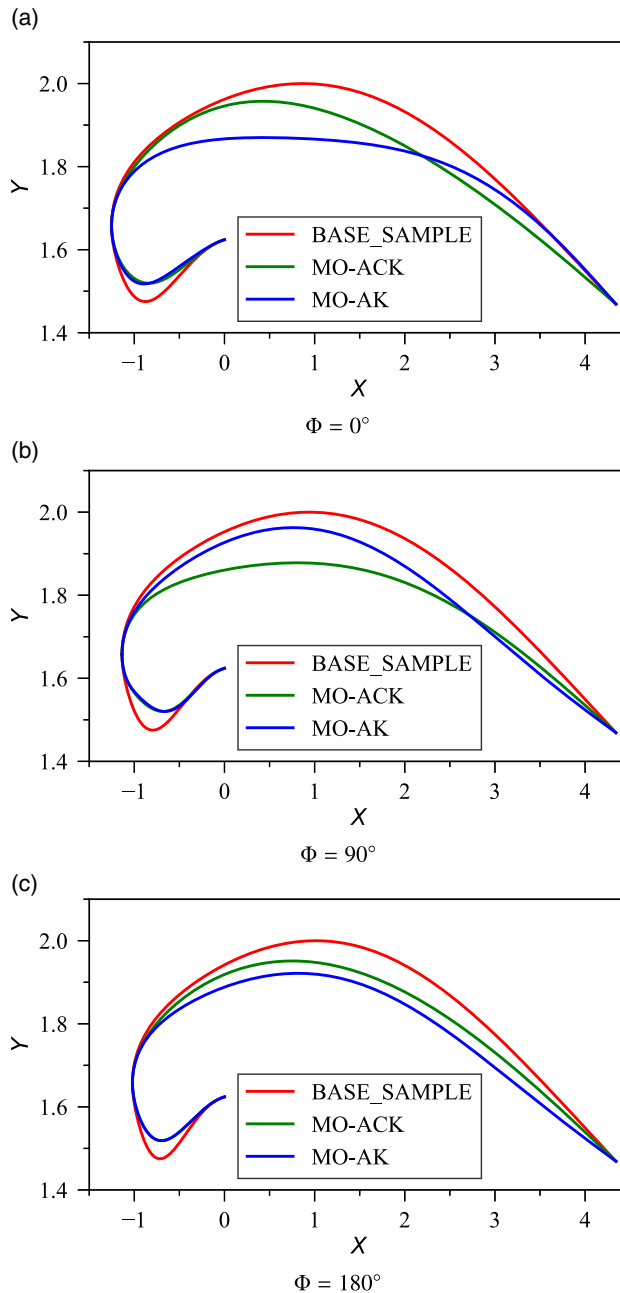 (a)
Y
2.0
1.8
1.6
1.4
BASE_SAMPLE
MO-ACK
MO-AK
−1 0 1 2 3 4
X
Φ = 0°
(b)
Y
2.0
1.8
1.6
1.4
BASE_SAMPLE
MO-ACK
MO-AK
−1 0 1 2 3 4
X
Φ = 90°
(c)
Y
2.0
1.8
1.6
1.4
BASE_SAMPLE
MO-ACK
MO-AK
−1 0 1 2 3 4
X
Φ = 180°